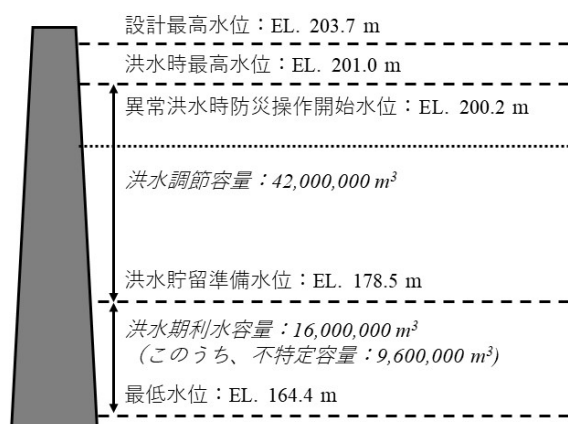 設計最高水位：EL. 203.7 m
洪水時最高水位：EL. 201.0 m
異常洪水時防災操作開始水位：EL. 200.2 m
洪水調節容量：42,000,000 m³
洪水貯留準備水位：EL. 178.5 m
洪水期利水容量：16,000,000 m³
（このうち、不特定容量：9,600,000 m³)
最低水位：EL. 164.4 m